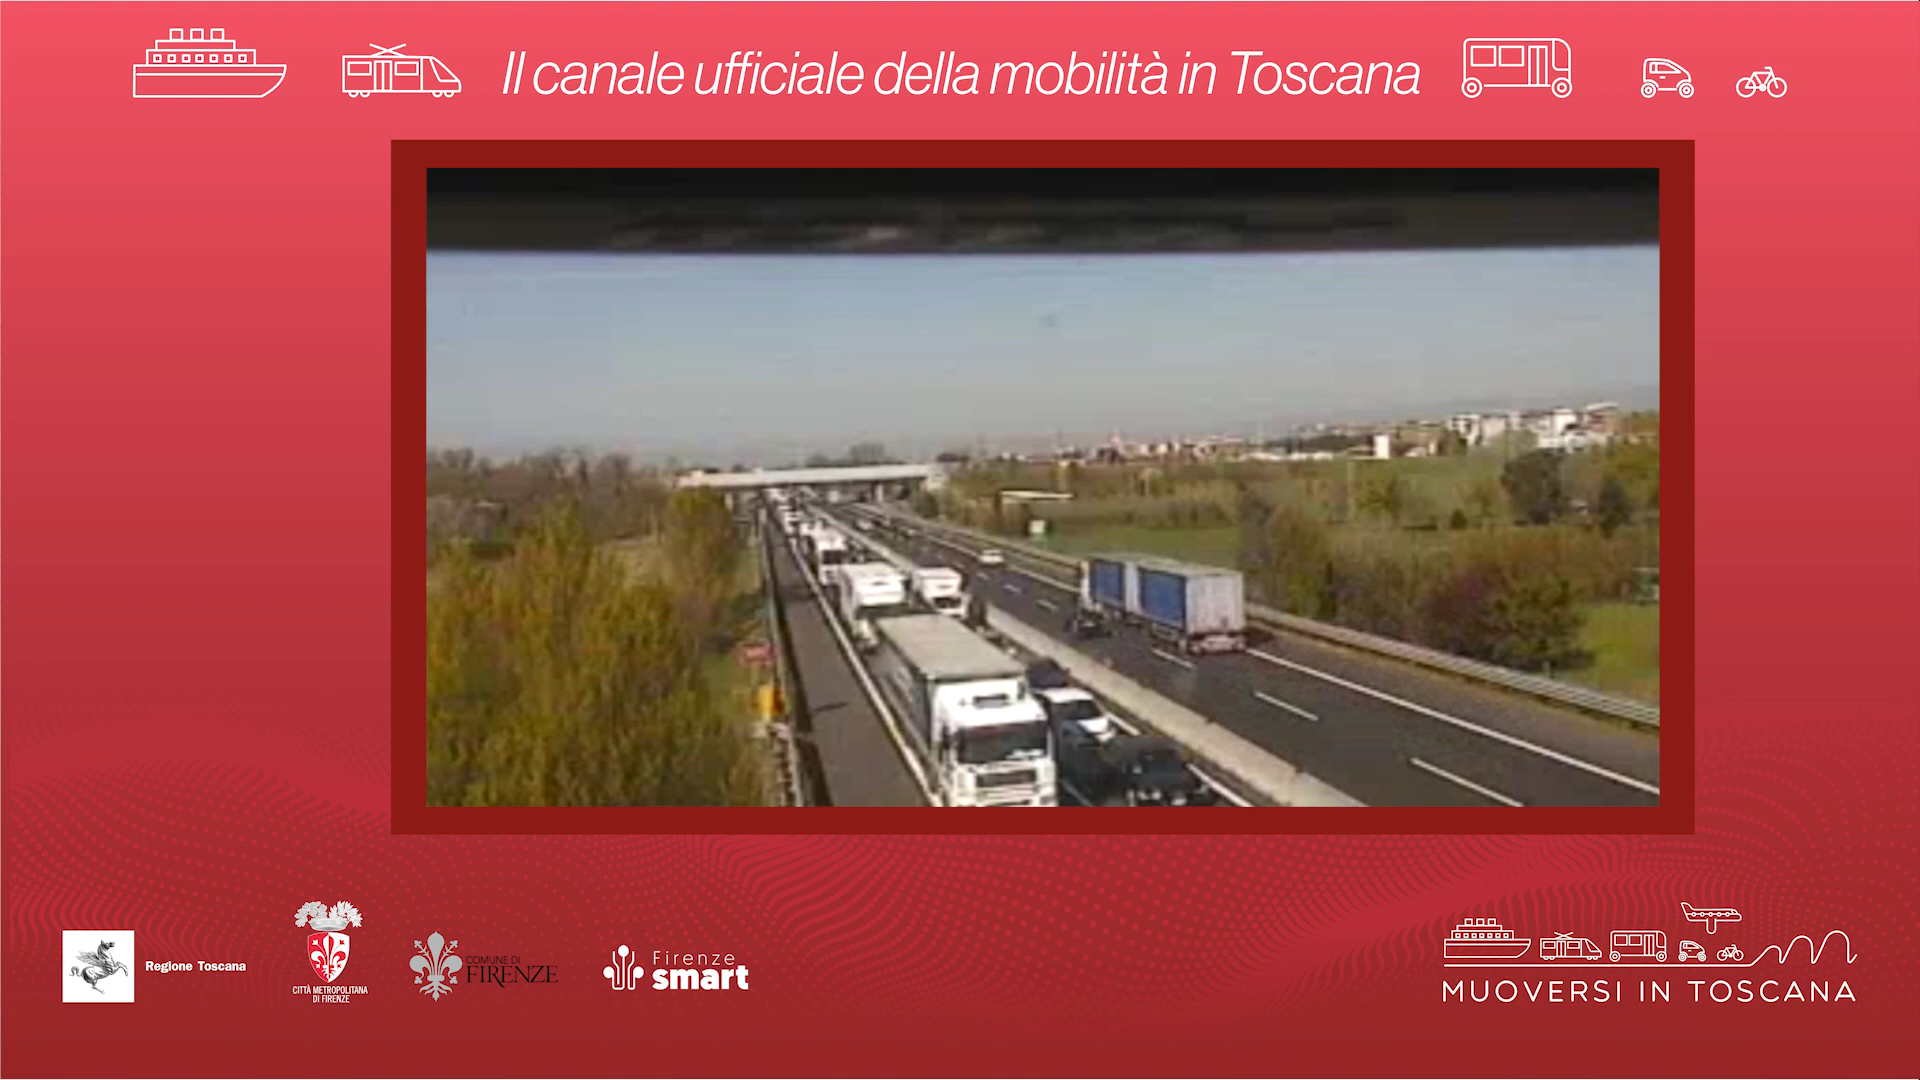 Il canale ufficiale della mobilità in Toscana
Regione Toscana
CITTÀ METROPOLITANA
DI FIRENZE
COMUNE DI
FIRENZE
Firenze
smart
MUOVERSI IN TOSCANA